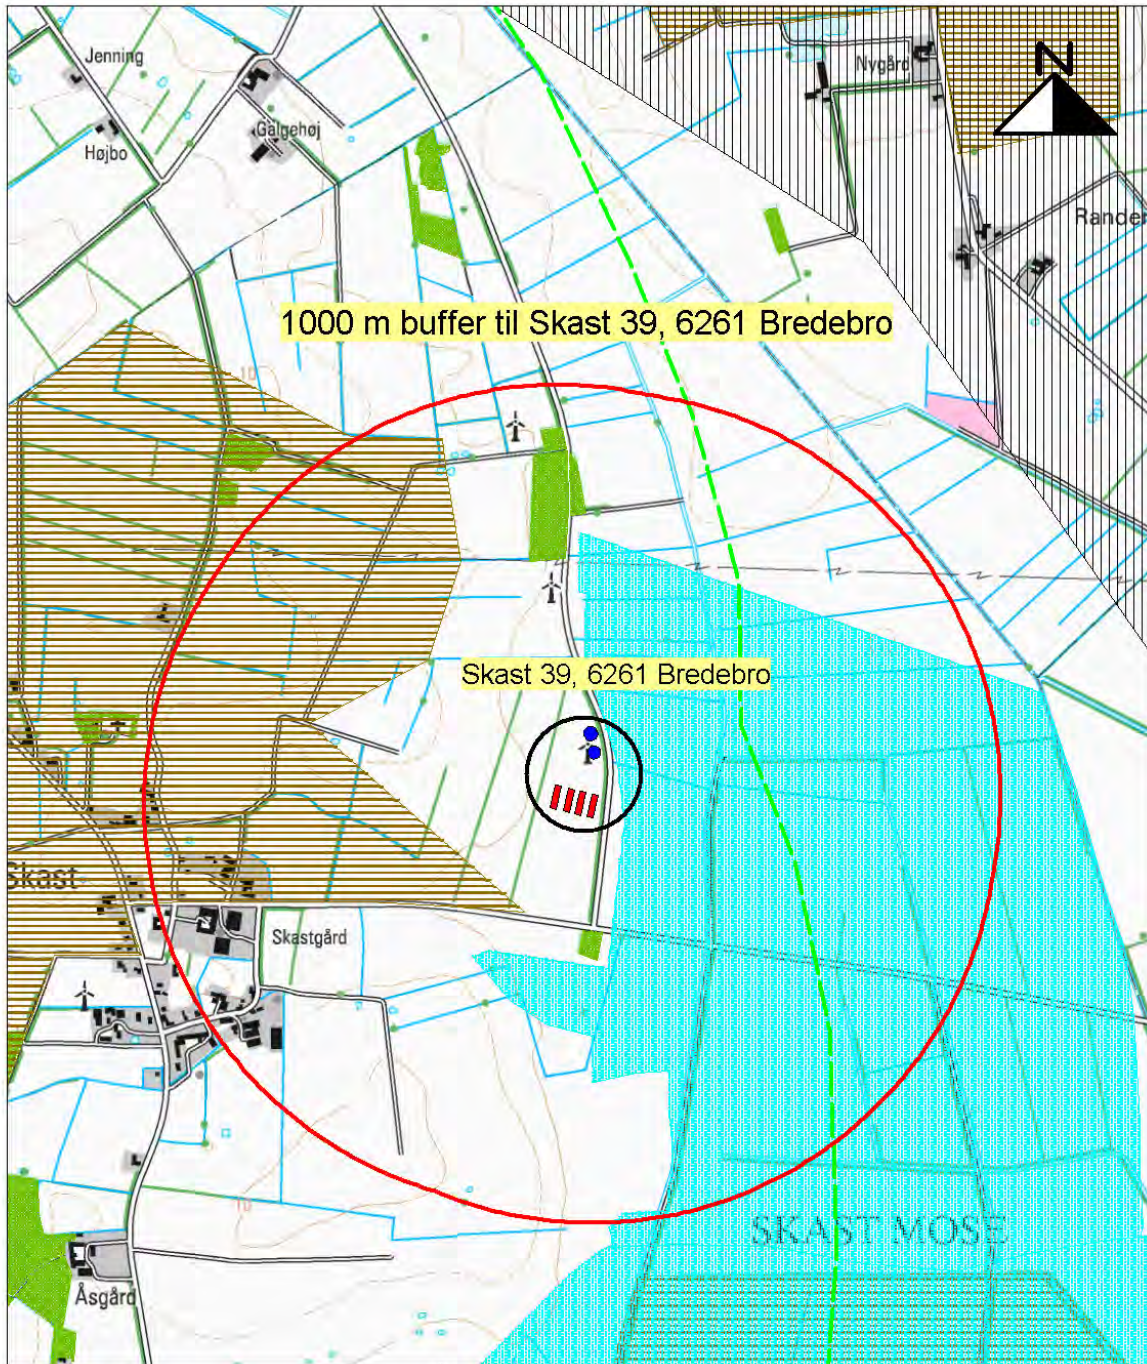 Jenning
Højbo
Galgehøj
Nygård
N
Rander
1000 m buffer til Skast 39, 6261 Bredebro
10
Skast 39, 6261 Bredebro
Skast
Skastgård
10
SKAST MOSE
Åsgård